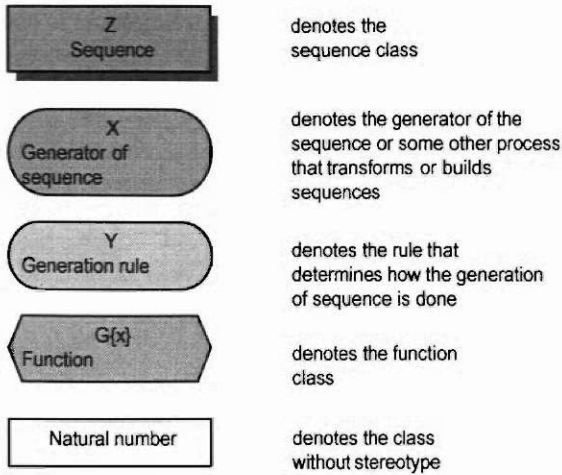 Z
Sequence
denotes the
sequence class
X
Generator of
sequence
denotes the generator of the
sequence or some other process
that transforms or builds
sequences
Y
Generation rule
denotes the rule that
determines how the generation
of sequence is done
G{x}
Function
denotes the function
class
Natural number
denotes the class
without stereotype